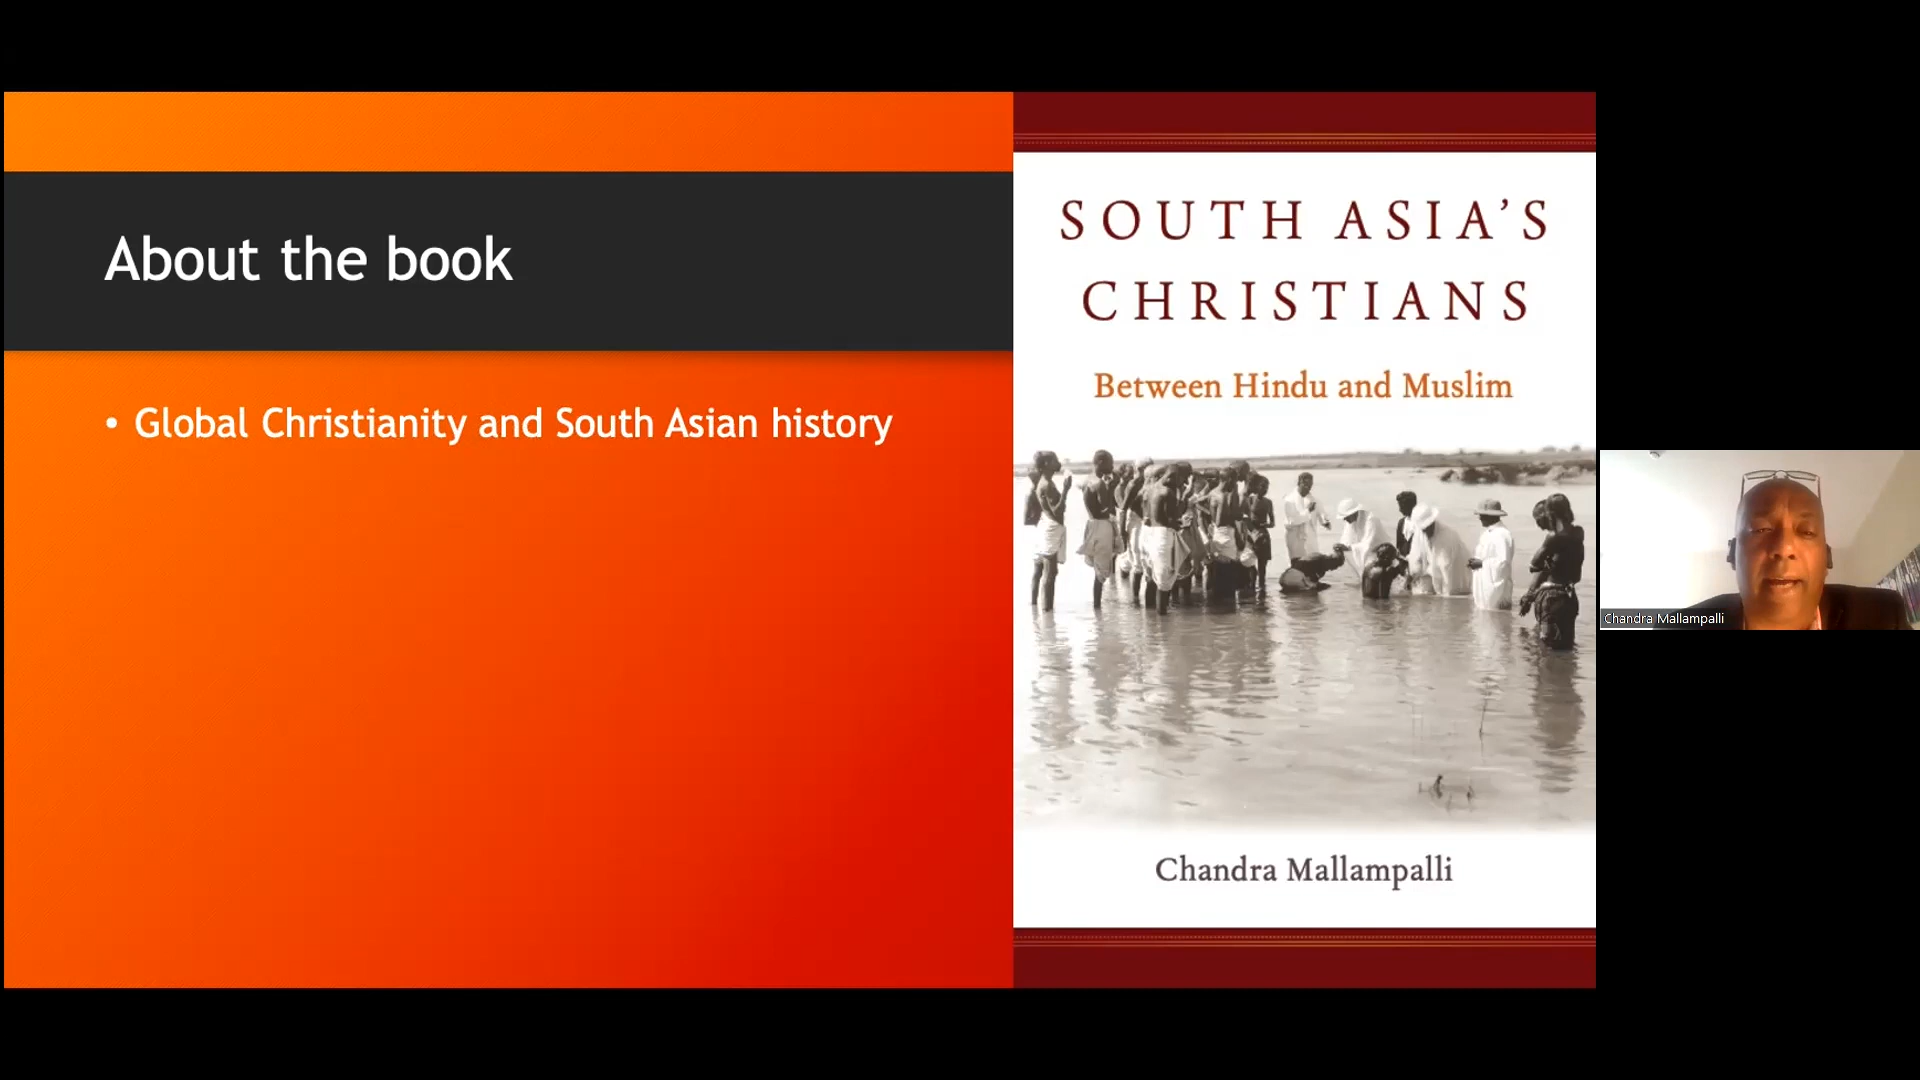 About the book
• Global Christianity and South Asian history
SOUTH ASIA’S
CHRISTIANS
Between Hindu and Muslim
Chandra Mallampalli
Chandra Mallampalli